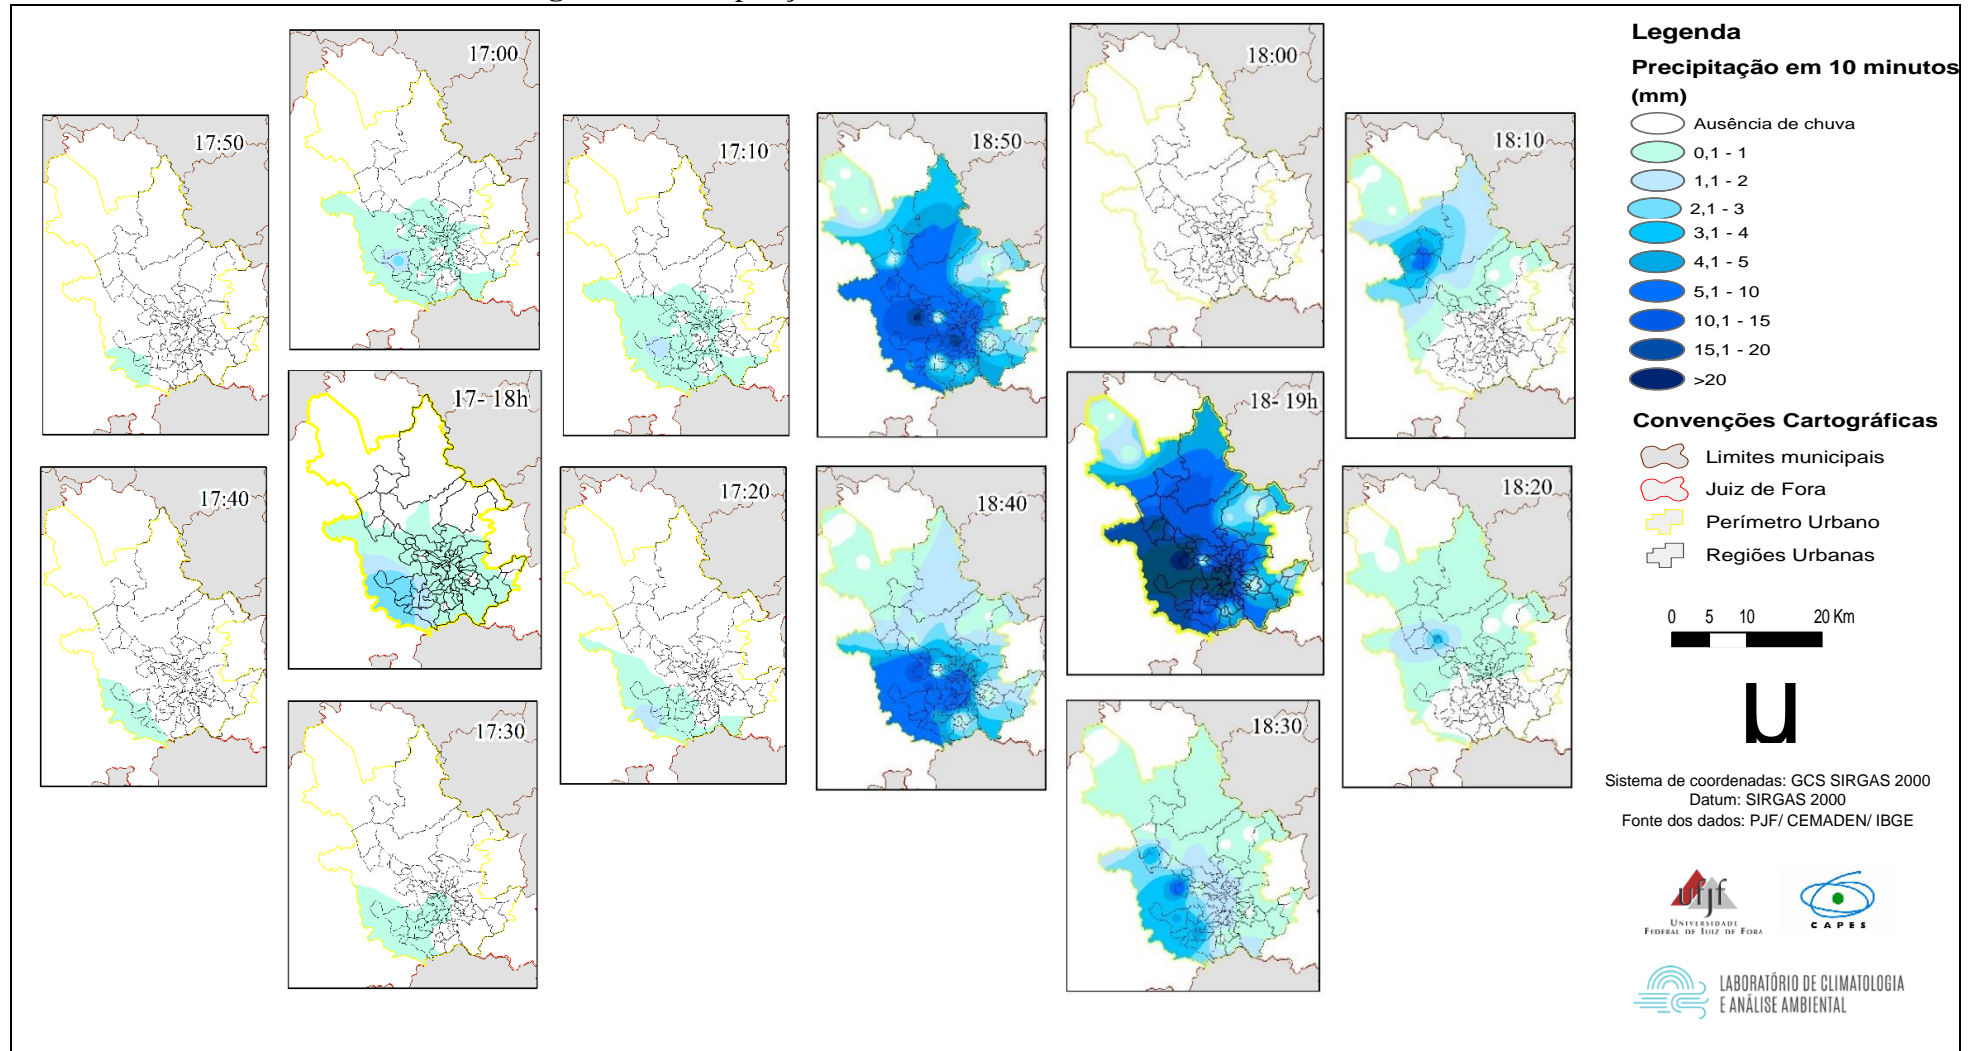 17:00
18:00
17:50
17:10
18:50
18:10
17- 18h
18- 19h
17:40
17:20
18:40
18:20
17:30
18:30
Legenda
Precipitação em 10 minutos
(mm)
Ausência de chuva
0,1 - 1
1,1 - 2
2,1 - 3
3,1 - 4
4,1 - 5
5,1 - 10
10,1 - 15
15,1 - 20
>20
Convenções Cartográficas
Limites municipais
Juiz de Fora
Perímetro Urbano
Regiões Urbanas
0 5 10 20 Km
u
Sistema de coordenadas: GCS SIRGAS 2000
Datum: SIRGAS 2000
Fonte dos dados: PJF/ CEMADEN/ IBGE
ufjf
UNIVERSIDADE
FEDERAL DE JUIZ DE FORA
CAPES
LABORATÓRIO DE CLIMATOLOGIA
E ANÁLISE AMBIENTAL